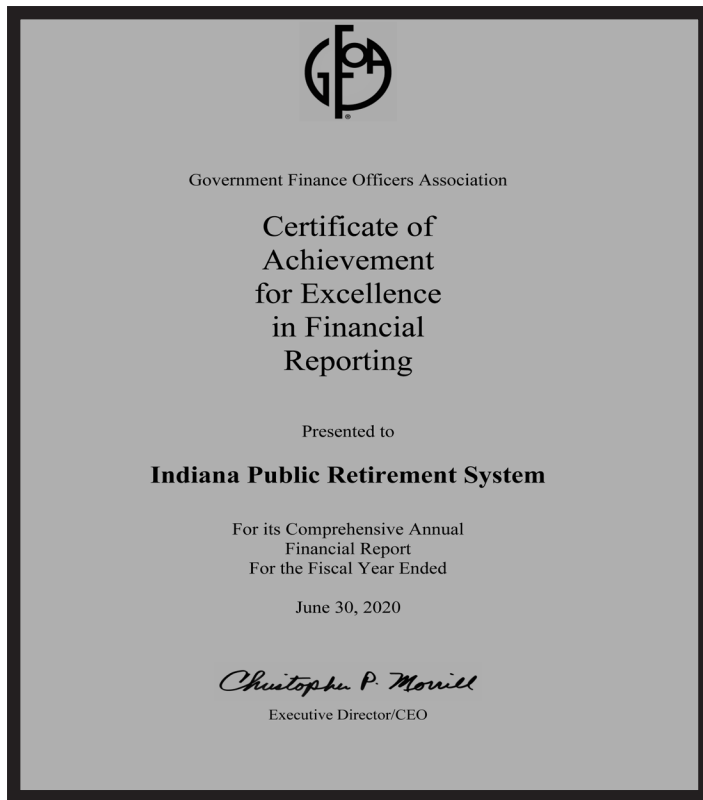 GFOA
®
Government Finance Officers Association
Certificate of
Achievement
for Excellence
in Financial
Reporting
Presented to
Indiana Public Retirement System
For its Comprehensive Annual
Financial Report
For the Fiscal Year Ended
June 30, 2020
Christopher P. Morrill
Executive Director/CEO